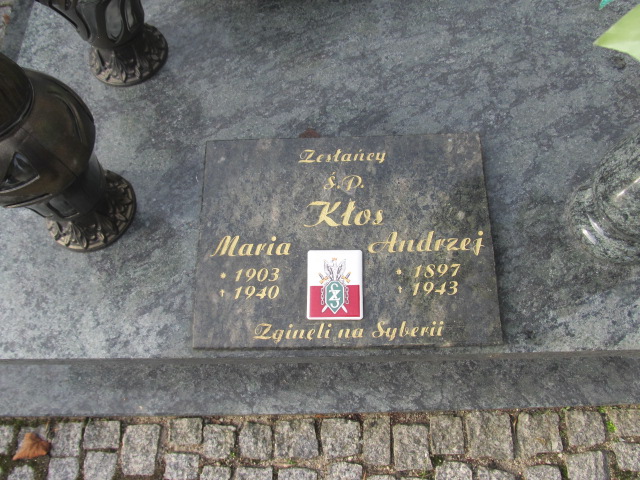 Zesłańcy
Ś.P.
Kłos
Maria Andrzej
* 1903 * 1897
† 1940 † 1943
Zginęli na Syberii